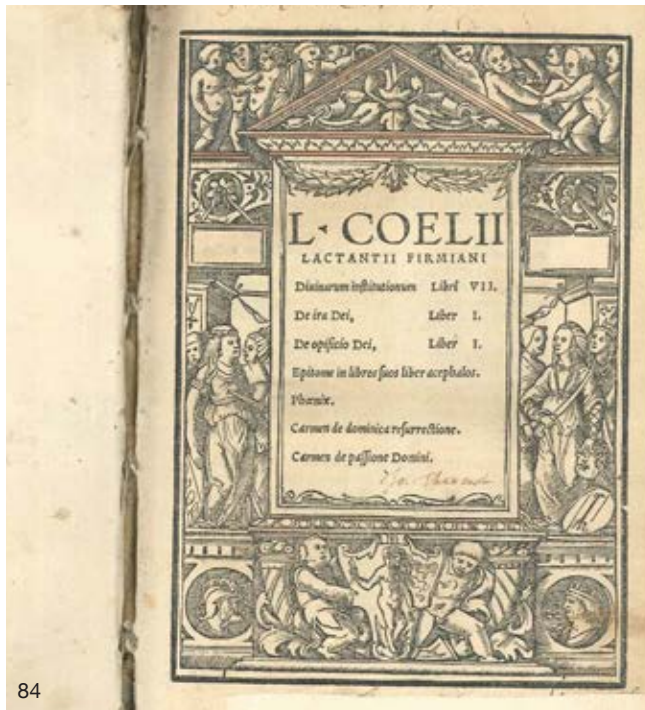 L· COELII
LACTANTII FIRMIANI
Diuinarum institutionum Libri VII.
De ira Dei, Liber I.
De opificio Dei, Liber I.
Epitome in libros suos liber acephalos.
Phœnix.
Carmen de dominica resurrectione.
Carmen de passione Domini.
84